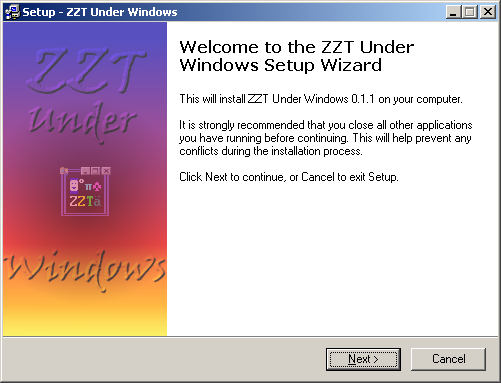 Setup - ZZT Under Windows
ZZT
Under
ZZTä
Windows
Welcome to the ZZT Under
Windows Setup Wizard
This will install ZZT Under Windows 0.1.1 on your computer.
It is strongly recommended that you close all other applications
you have running before continuing. This will help prevent any
conflicts during the installation process.
Click Next to continue, or Cancel to exit Setup.
Next >
Cancel